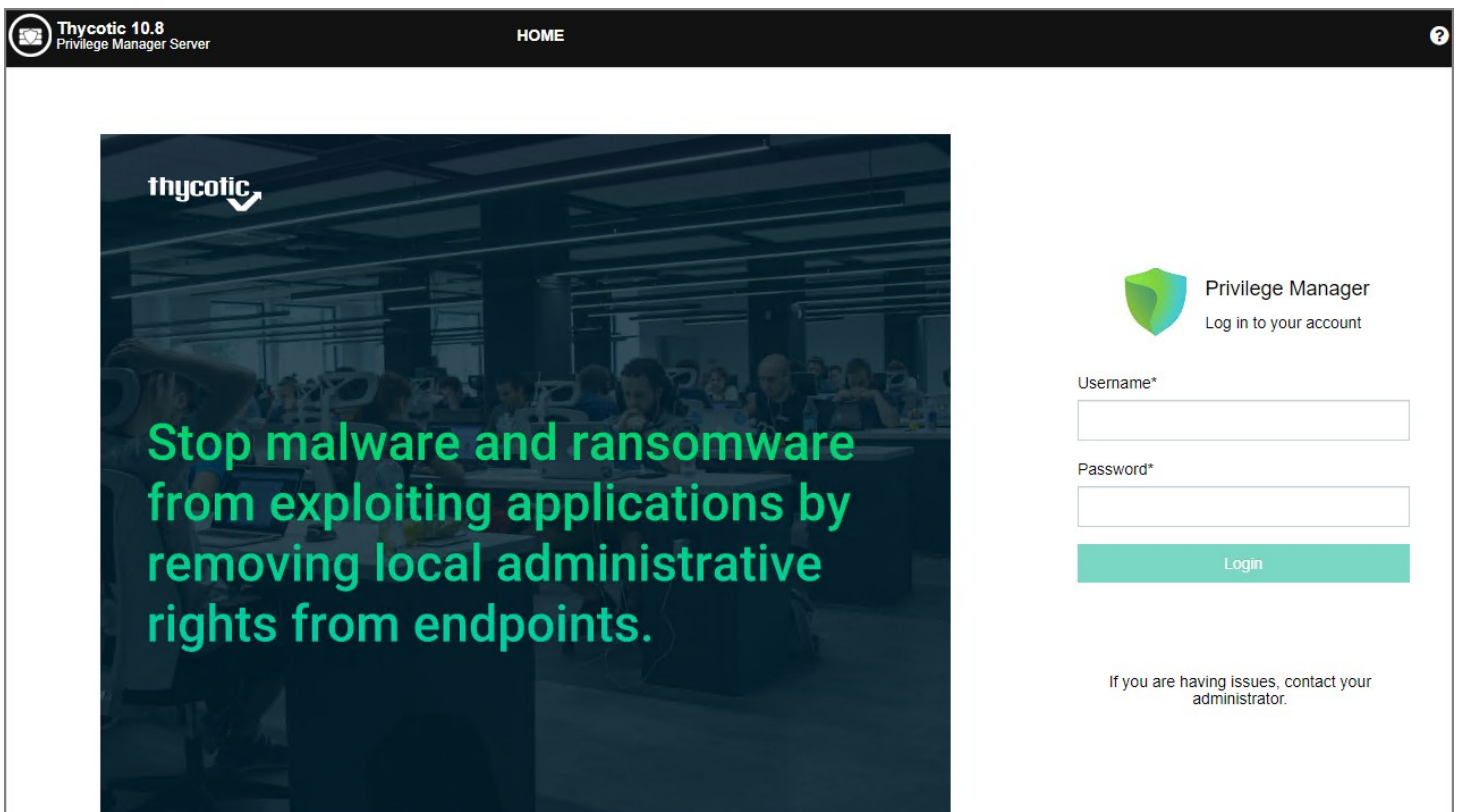 Thycotic 10.8
Privilege Manager Server
HOME
?
thycotic
Stop malware and ransomware
from exploiting applications by
removing local administrative
rights from endpoints.
Privilege Manager
Log in to your account
Username*
Password*
Login
If you are having issues, contact your
administrator.